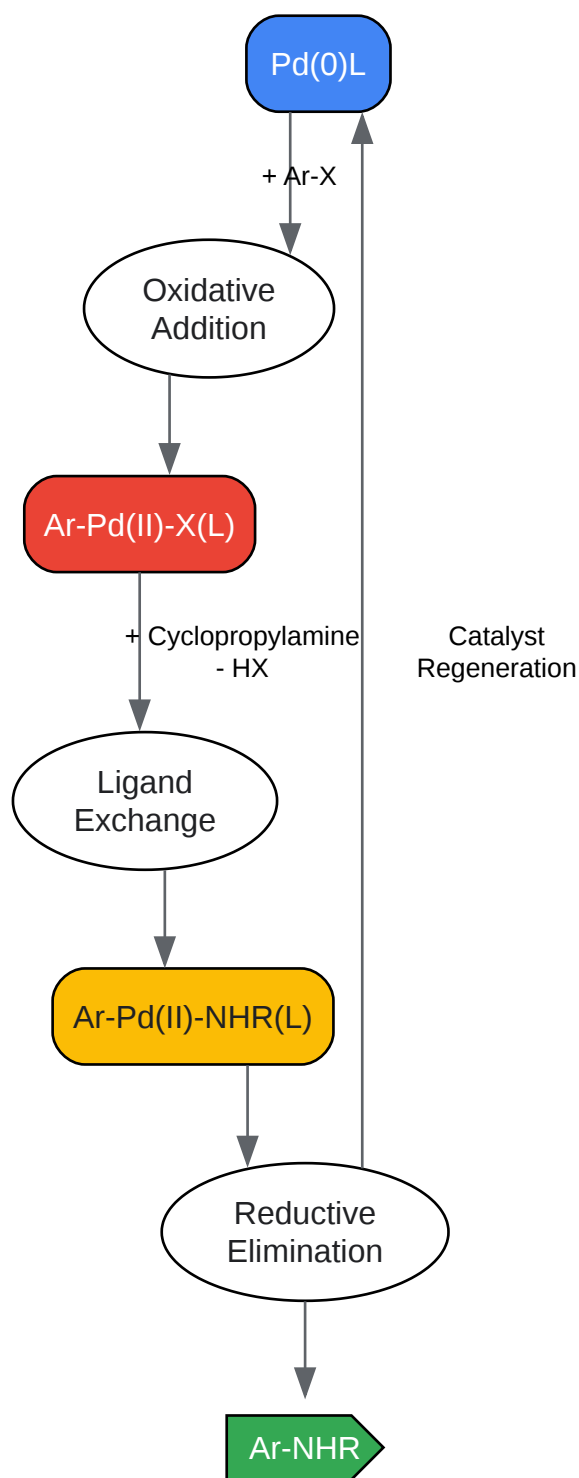 Pd(0)L
+ Ar-X
Oxidative
Addition
Ar-Pd(II)-X(L)
+ Cyclopropylamine
- HX
Catalyst
Regeneration
Ligand
Exchange
Ar-Pd(II)-NHR(L)
Reductive
Elimination
Ar-NHR